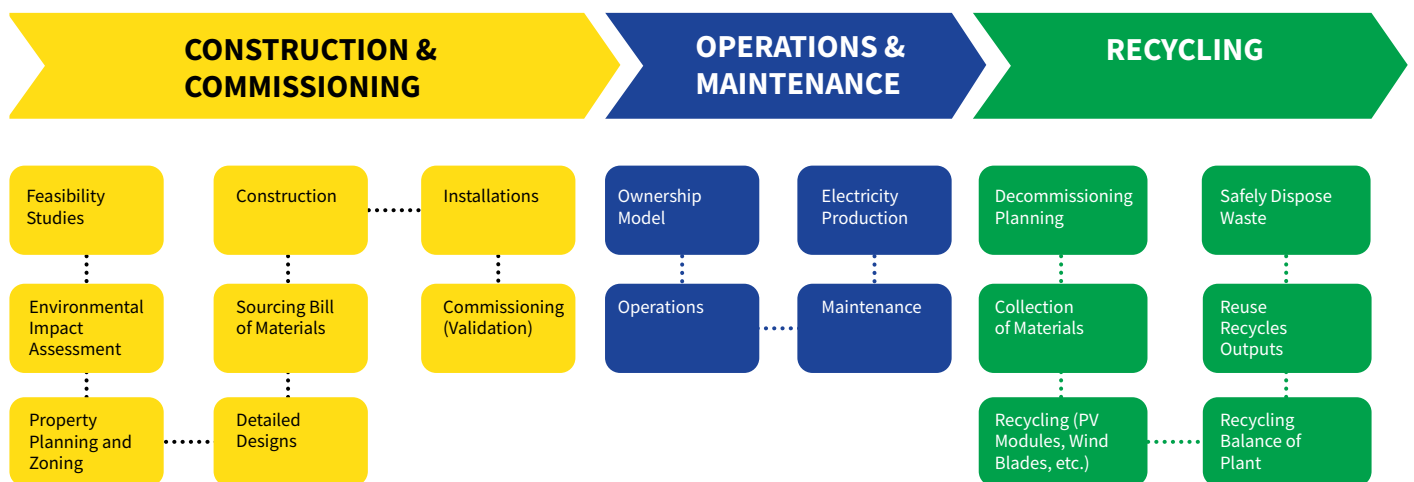 CONSTRUCTION &
COMMISSIONING
OPERATIONS &
MAINTENANCE
RECYCLING
Feasibility
Studies
Environmental
Impact
Assessment
Property
Planning and
Zoning
Detailed
Designs
Sourcing Bill
of Materials
Construction
Installations
Commissioning
(Validation)
Ownership
Model
Operations
Maintenance
Electricity
Production
Decommissioning
Planning
Collection
of Materials
Recycling (PV
Modules, Wind
Blades, etc.)
Recycling
Balance of
Plant
Reuse
Recycles
Outputs
Safely Dispose
Waste